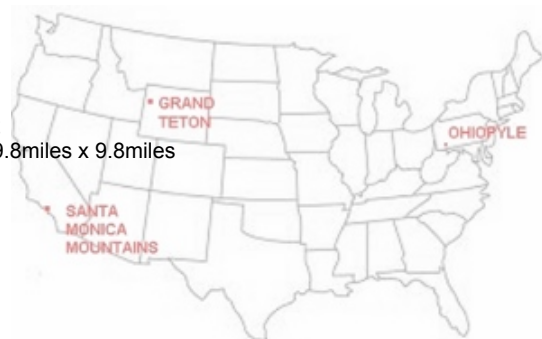 GRAND
TETON
OHIOPYLE
9.8miles x 9.8miles
SANTA
MONICA
MOUNTAINS